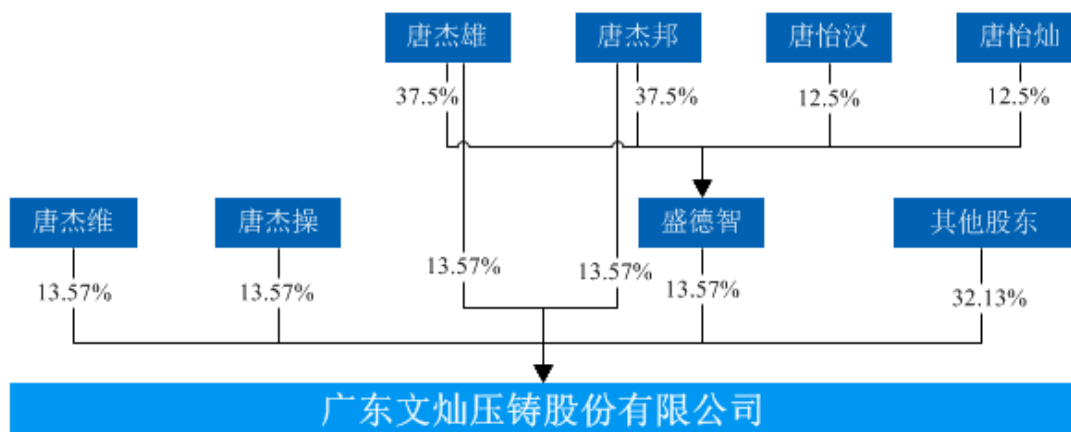 唐杰雄 唐杰邦 唐怡汉 唐怡灿
37.5% 37.5% 12.5% 12.5%
唐杰维 唐杰操 盛德智 其他股东
13.57% 13.57% 13.57% 13.57% 13.57% 32.13%
广东文灿压铸股份有限公司